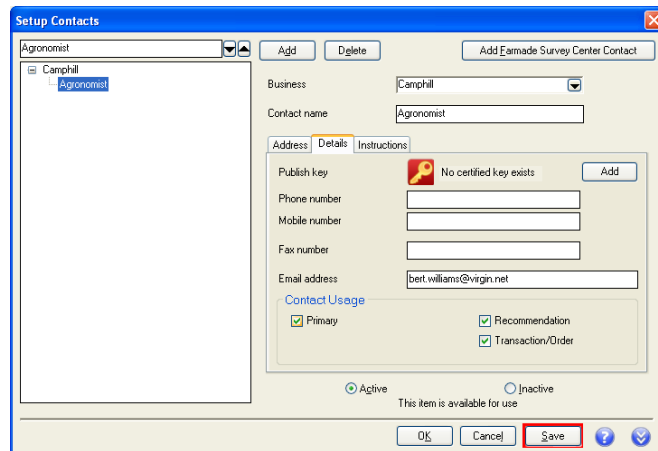 Setup Contacts
Agronomist
Add Delete Add Farmade Survey Center Contact
Camphill
Agronomist
Business Camphill
Contact name Agronomist
Address Details Instructions
Publish key No certified key exists Add
Phone number
Mobile number
Fax number
Email address bert.williams@virgin.net
Contact Usage
Primary Recommendation
Transaction/Order
Active Inactive
This item is available for use
OK Cancel Save ?